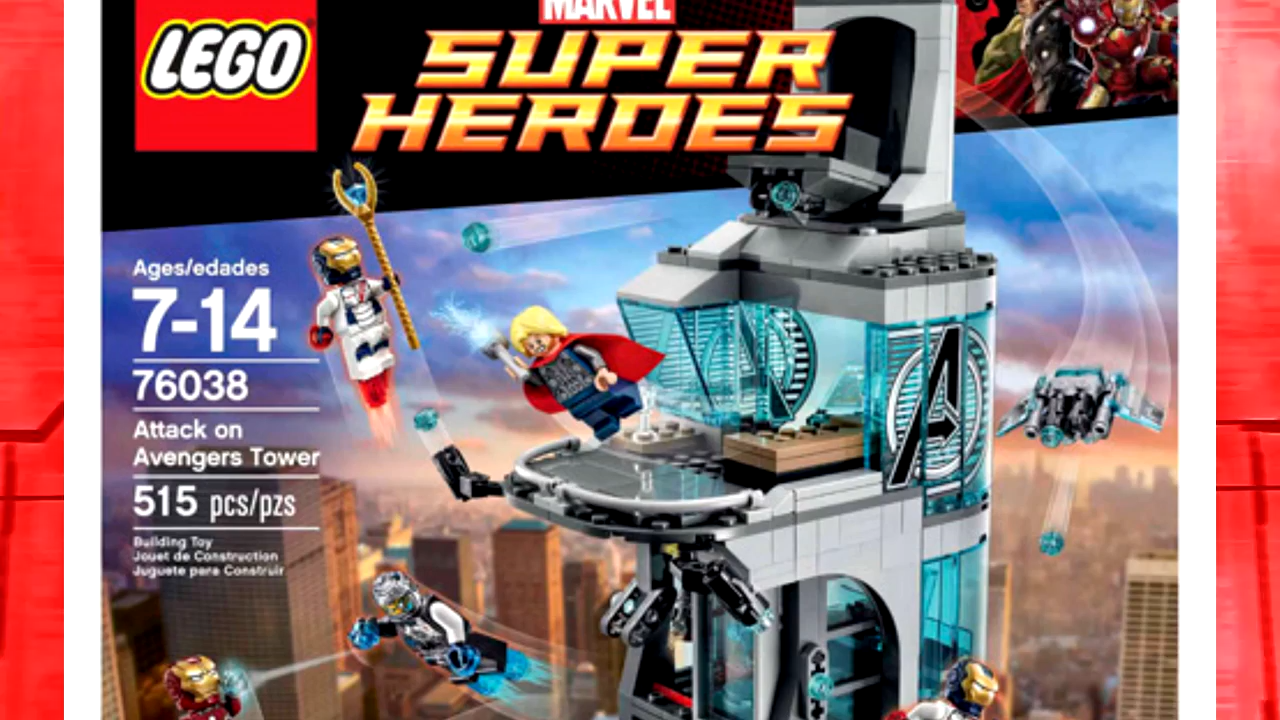 MARVEL
LEGO
SUPER
HEROES
Ages/edades
7-14
76038
Attack on
Avengers Tower
515 pcs/pzs
Building Toy
Jouet de Construction
Juguete para Construir
A